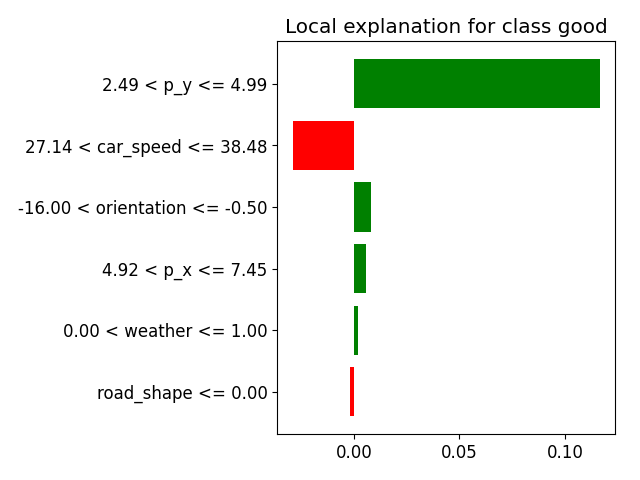 Local explanation for class good
2.49 < p_y <= 4.99
27.14 < car_speed <= 38.48
-16.00 < orientation <= -0.50
4.92 < p_x <= 7.45
0.00 < weather <= 1.00
road_shape <= 0.00
0.00 0.05 0.10